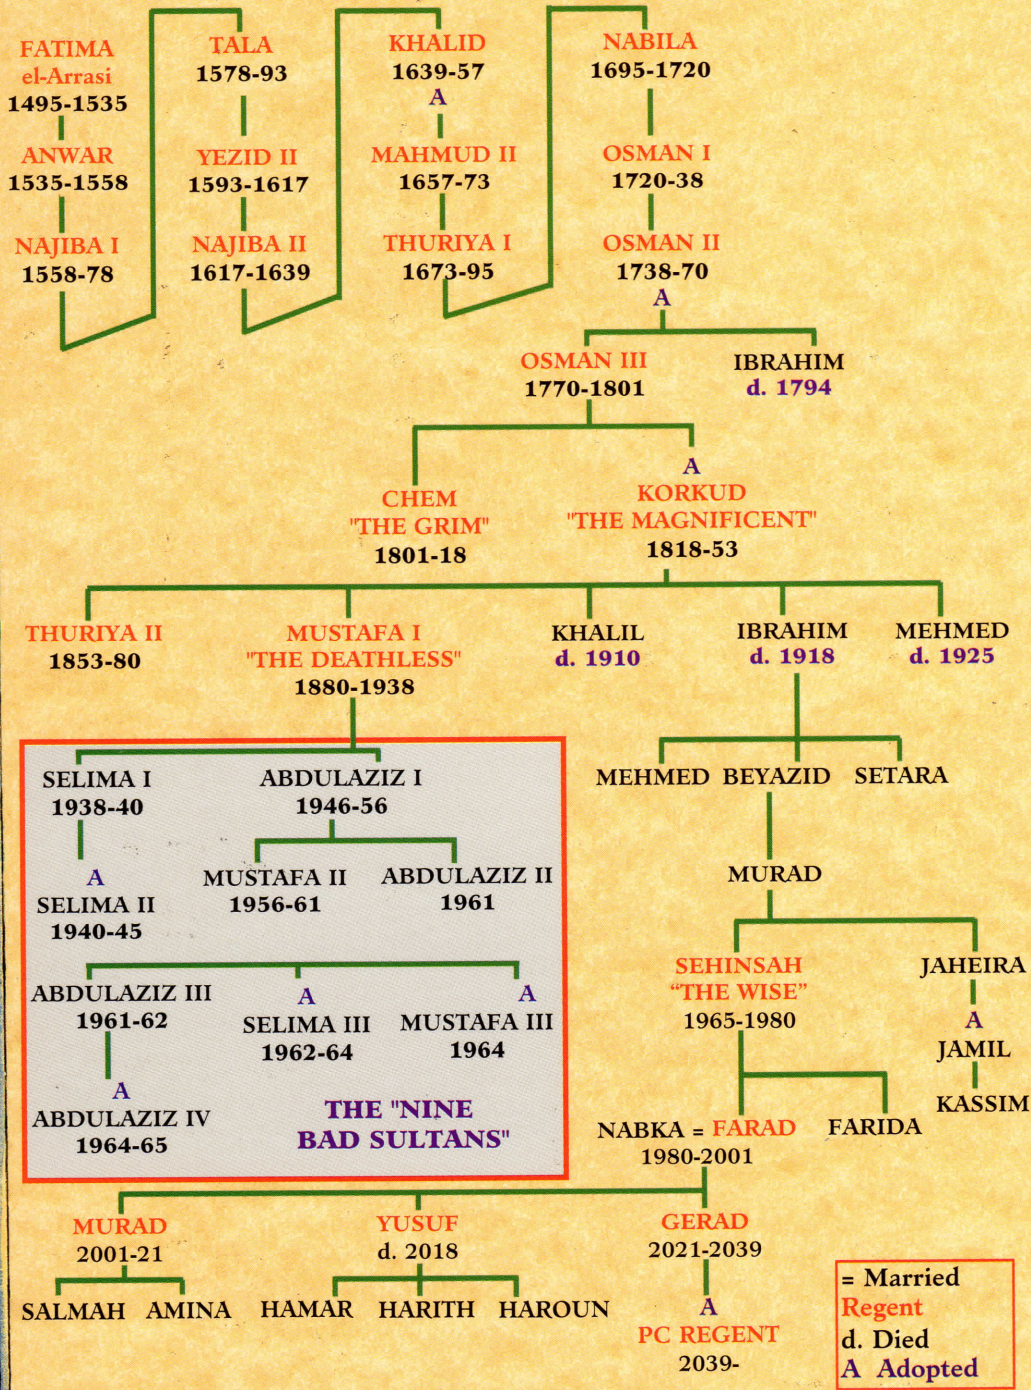 FATIMA
el-Arrasi
1495-1535
ANWAR
1535-1558
NAJIBA I
1558-78
TALA
1578-93
YEZID II
1593-1617
NAJIBA II
1617-1639
KHALID
1639-57
A
MAHMUD II
1657-73
THURIYA I
1673-95
NABILA
1695-1720
OSMAN I
1720-38
OSMAN II
1738-70
A
OSMAN III
1770-1801
IBRAHIM
d. 1794
CHEM
"THE GRIM"
1801-18
A
KORKUD
"THE MAGNIFICENT"
1818-53
THURIYA II
1853-80
MUSTAFA I
"THE DEATHLESS"
1880-1938
KHALIL
d. 1910
IBRAHIM
d. 1918
MEHMED
d. 1925
SELIMA I
1938-40
ABDULAZIZ I
1946-56
A
SELIMA II
1940-45
MUSTAFA II
1956-61
ABDULAZIZ II
1961
ABDULAZIZ III
1961-62
A
SELIMA III
1962-64
A
MUSTAFA III
1964
A
ABDULAZIZ IV
1964-65
THE "NINE
BAD SULTANS"
MEHMED BEYAZID SETARA
MURAD
SEHINSAH
“THE WISE”
1965-1980
JAHEIRA
A
JAMIL
KASSIM
NABKA = FARAD
1980-2001
FARIDA
MURAD
2001-21
YUSUF
d. 2018
GERAD
2021-2039
SALMAH AMINA
HAMAR HARITH HAROUN
A
PC REGENT
2039-
= Married
Regent
d. Died
A Adopted